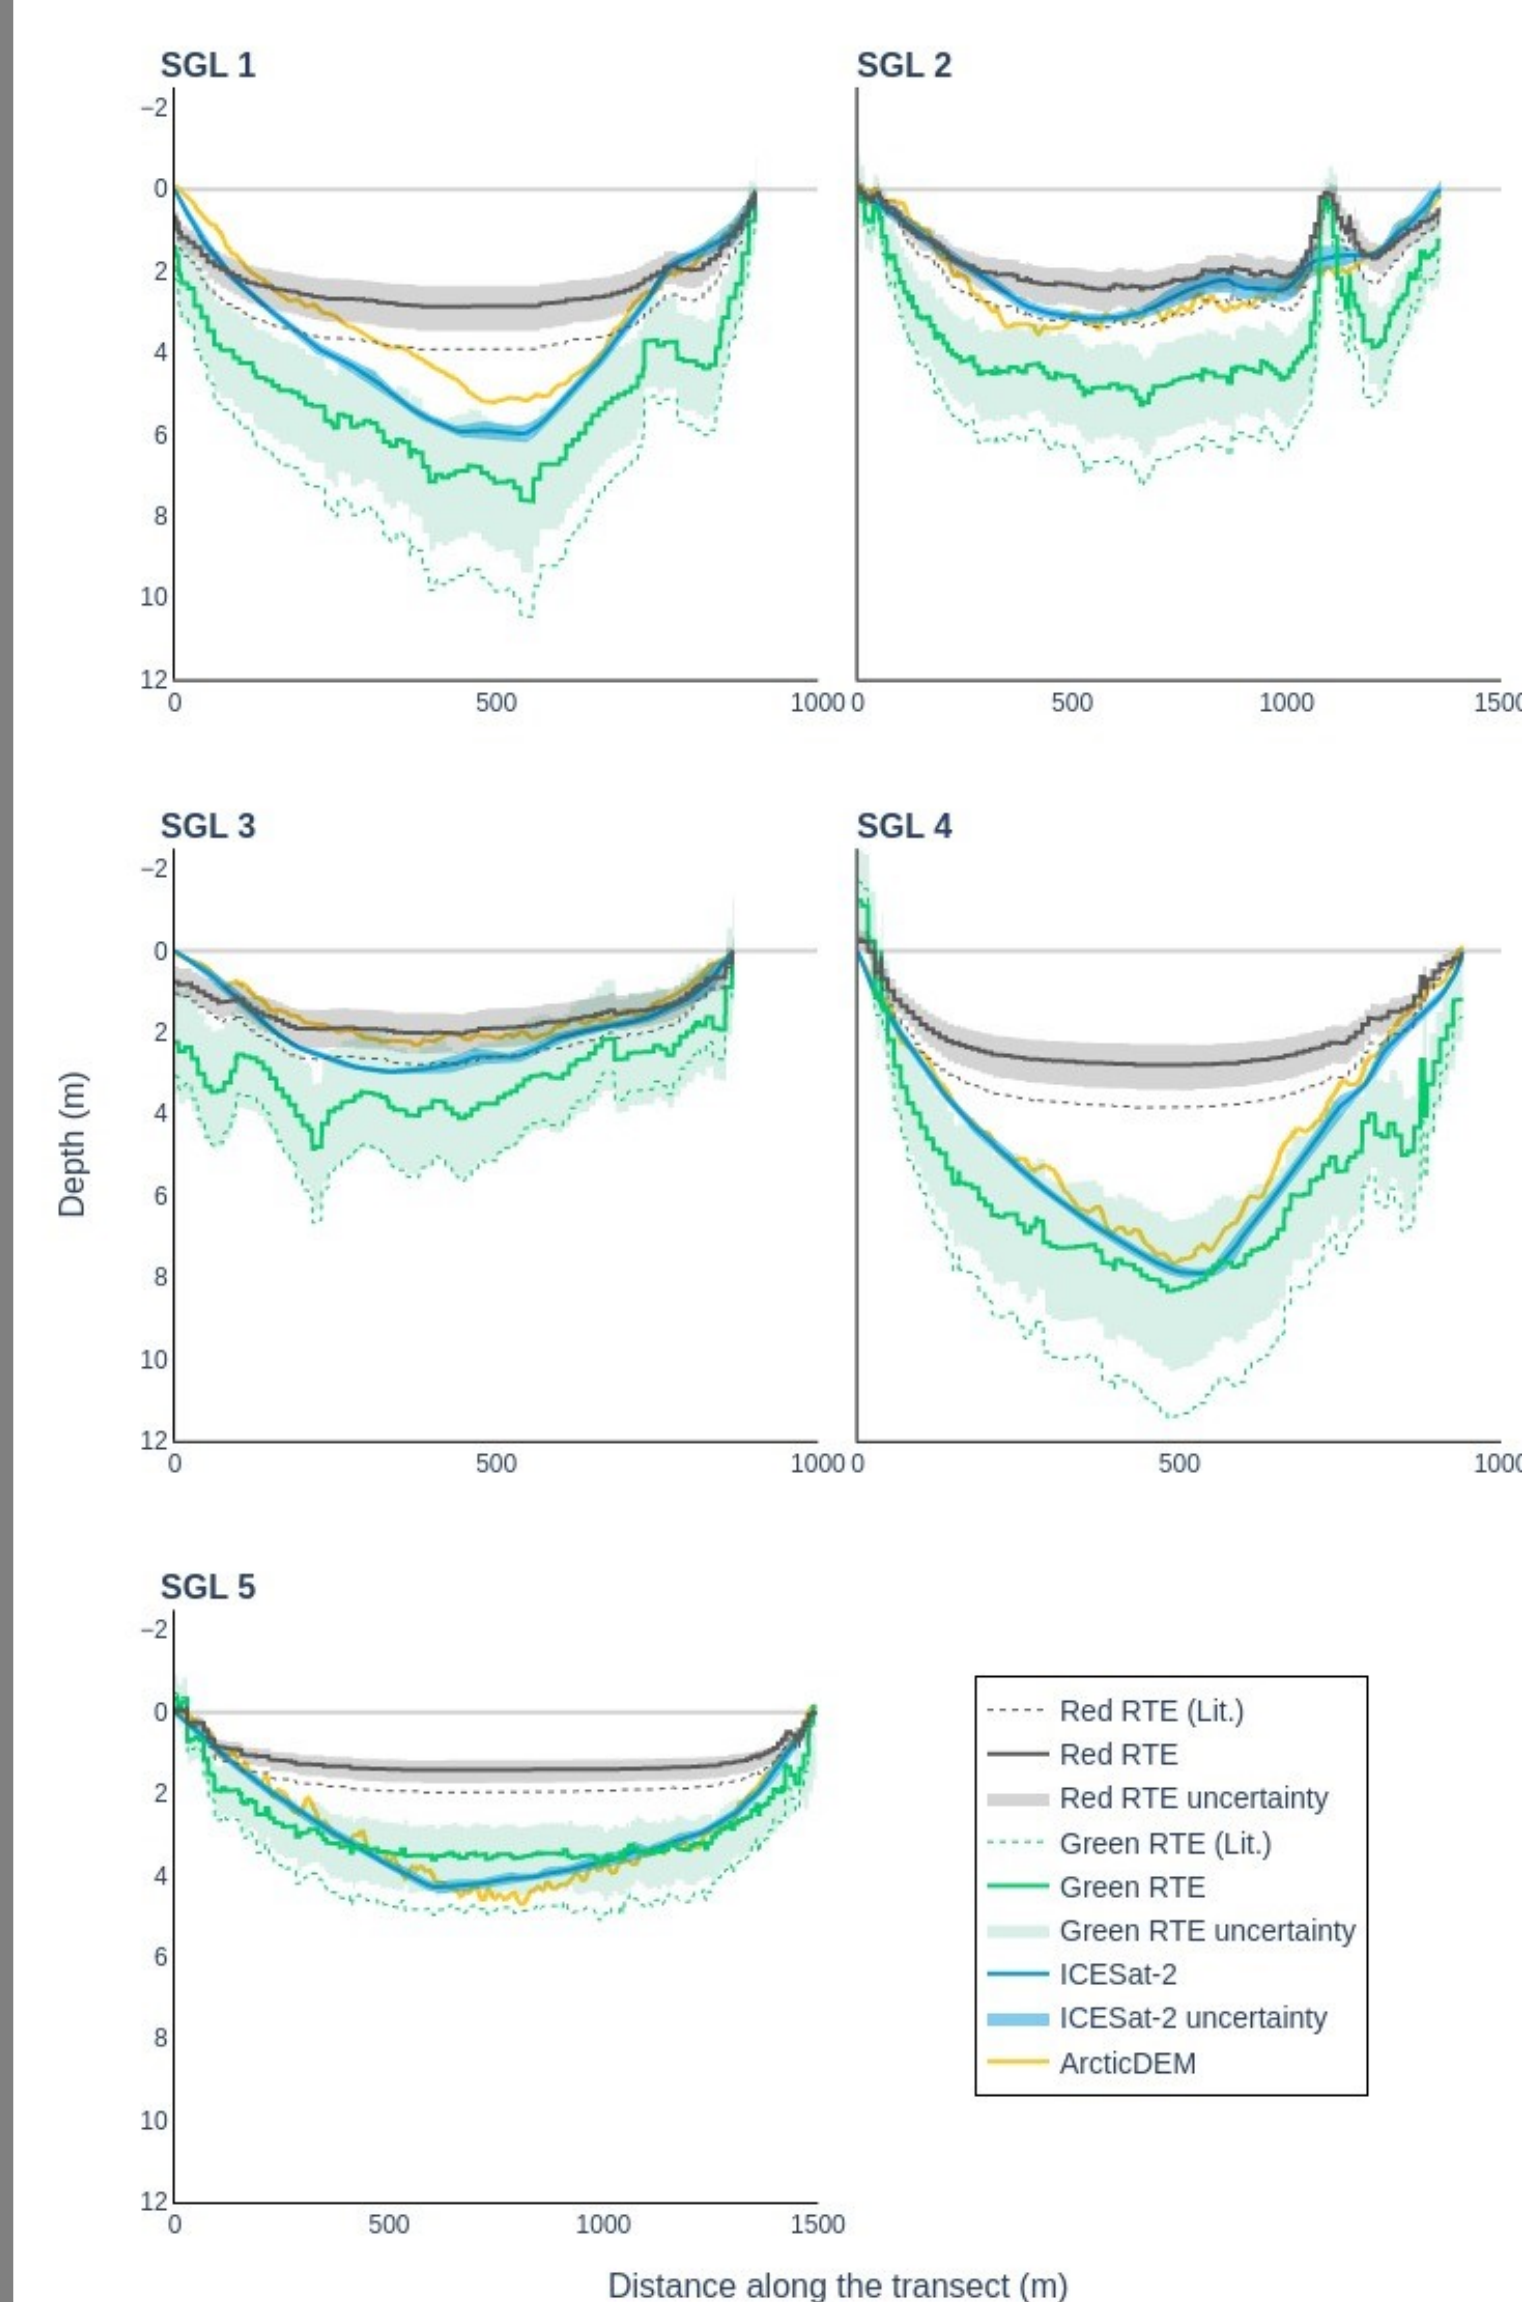 SGL 1
SGL 2
−2
0
2
4
6
8
10
12
0 500 1000
0 500 1000 1500
SGL 3
SGL 4
−2
0
2
4
6
8
10
12
0 500 1000
0 500 1000
Depth (m)
SGL 5
−2
0
2
4
6
8
10
12
0 500 1000 1500
Red RTE (Lit.)
Red RTE
Red RTE uncertainty
Green RTE (Lit.)
Green RTE
Green RTE uncertainty
ICESat-2
ICESat-2 uncertainty
ArcticDEM
Distance along the transect (m)